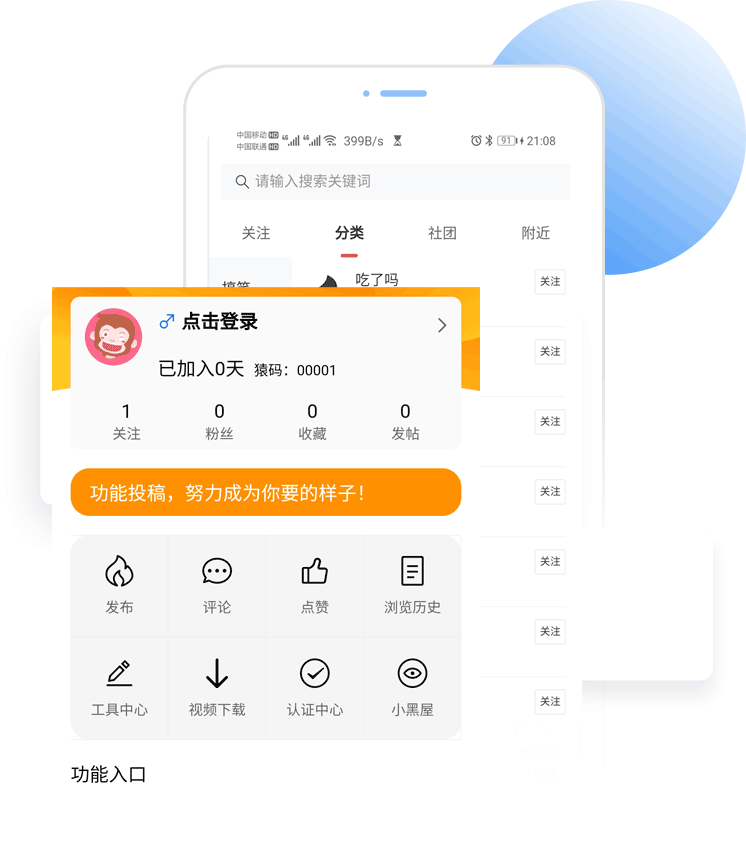 中国移动 HD 4G 4G 399B/s 91 21:08
中国联通 HD
请输入搜索关键词
关注 分类 社团 附近
搞笑 吃了吗 关注
点击登录
已加入0天 猿码：00001
1 0 0 0
关注 粉丝 收藏 发帖
功能投稿，努力成为你要的样子！
发布 评论 点赞 浏览历史
工具中心 视频下载 认证中心 小黑屋
功能入口
关注
关注
关注
关注
关注
关注